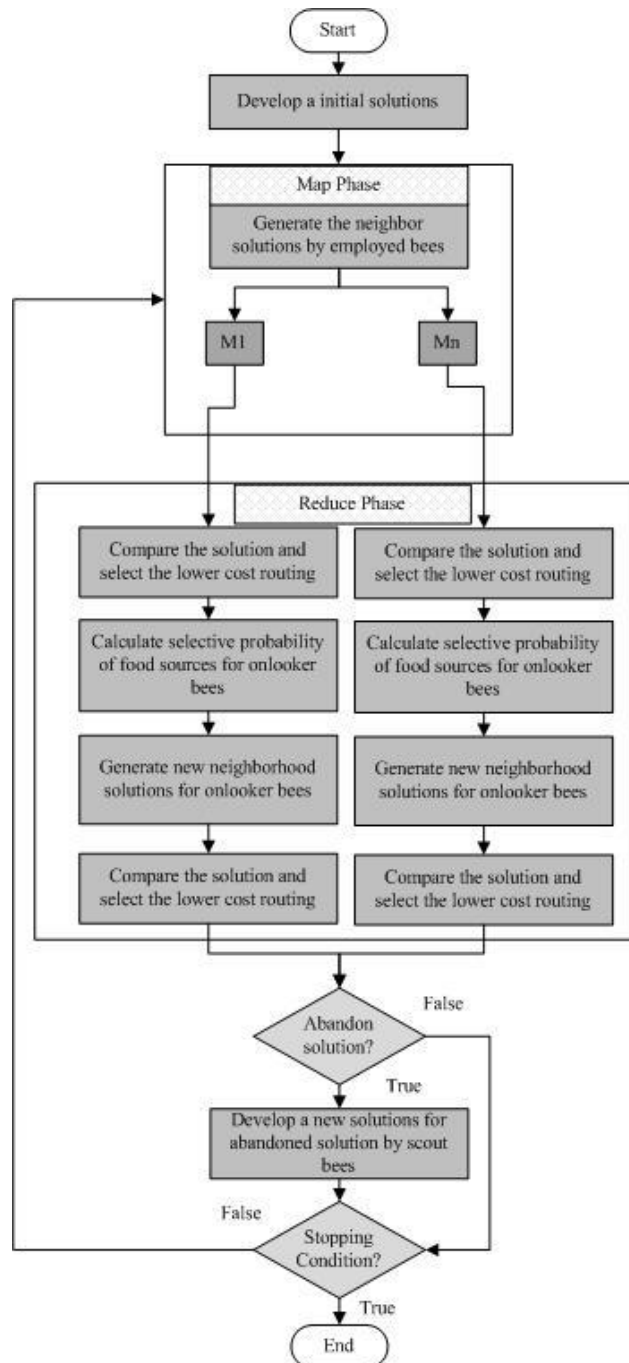 Start
Develop a initial solutions
Map Phase
Generate the neighbor
solutions by employed bees
M1
Mn
Reduce Phase
Compare the solution and
select the lower cost routing
Calculate selective probability
of food sources for onlooker
bees
Generate new neighborhood
solutions for onlooker bees
Compare the solution and
select the lower cost routing
Compare the solution and
select the lower cost routing
Calculate selective probability
of food sources for onlooker
bees
Generate new neighborhood
solutions for onlooker bees
Compare the solution and
select the lower cost routing
Abandon
solution?
False
True
Develop a new solutions for
abandoned solution by scout
bees
False
Stopping
Condition?
True
End